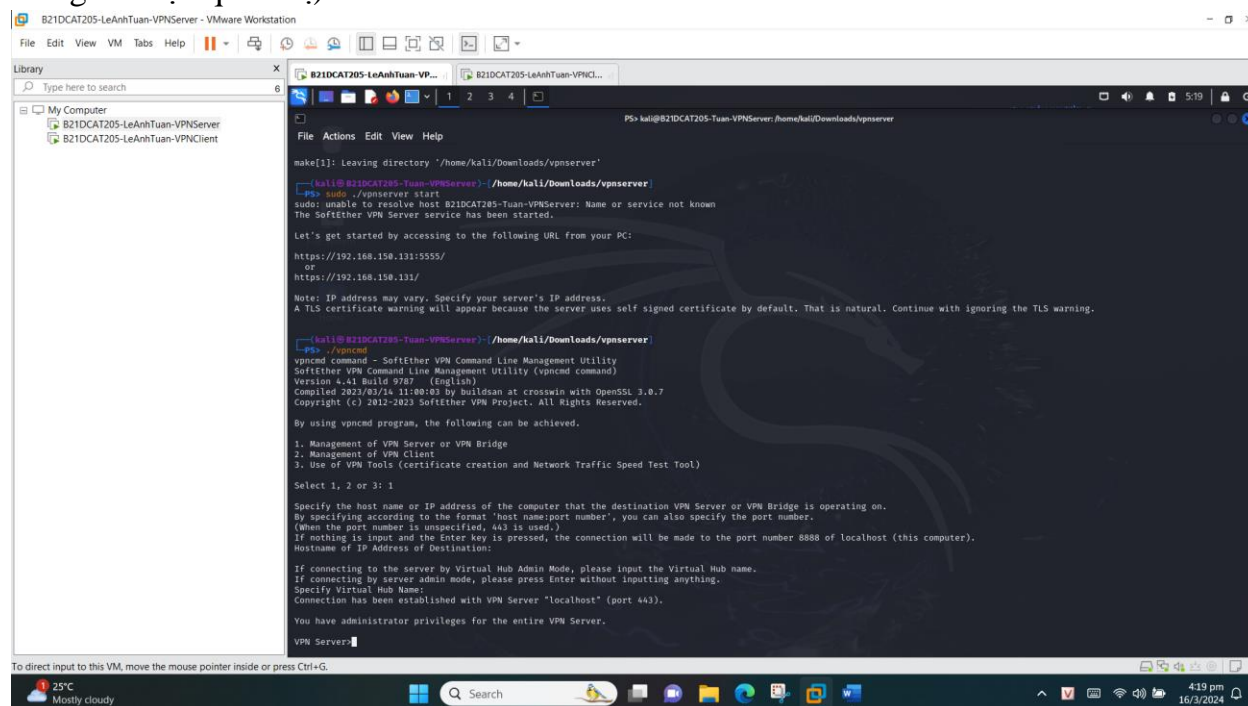 B21DCAT205-LeAnhTuan-VPNServer - VMware Workstation
File Edit View VM Tabs Help
Library X
Type here to search
My Computer
B21DCAT205-LeAnhTuan-VPNServer
B21DCAT205-LeAnhTuan-VPNClient
B21DCAT205-LeAnhTuan-VP... B21DCAT205-LeAnhTuan-VPNCl...
1 2 3 4 5:19
PS> kali@B21DCAT205-Tuan-VPNServer: /home/kali/Downloads/vpnserver
File Actions Edit View Help
make[1]: Leaving directory '/home/kali/Downloads/vpnserver'
(kali㉿B21DCAT205-Tuan-VPNServer)-[/home/kali/Downloads/vpnserver]
PS> sudo ./vpnserver start
sudo: unable to resolve host B21DCAT205-Tuan-VPNServer: Name or service not known
The SoftEther VPN Server service has been started.
Let's get started by accessing to the following URL from your PC:
https://192.168.150.131:5555/
or
https://192.168.150.131/
Note: IP address may vary. Specify your server's IP address.
A TLS certificate warning will appear because the server uses self signed certificate by default. That is natural. Continue with ignoring the TLS warning.
(kali㉿B21DCAT205-Tuan-VPNServer)-[/home/kali/Downloads/vpnserver]
PS> ./vpncmd
vpncmd command - SoftEther VPN Command Line Management Utility
SoftEther VPN Command Line Management Utility (vpncmd command)
Version 4.41 Build 9787 (English)
Compiled 2023/03/14 11:00:03 by buildsan at crosswin with OpenSSL 3.0.7
Copyright (c) 2012-2023 SoftEther VPN Project. All Rights Reserved.
By using vpncmd program, the following can be achieved.
1. Management of VPN Server or VPN Bridge
2. Management of VPN Client
3. Use of VPN Tools (certificate creation and Network Traffic Speed Test Tool)
Select 1, 2 or 3: 1
Specify the host name or IP address of the computer that the destination VPN Server or VPN Bridge is operating on.
By specifying according to the format 'host name:port number', you can also specify the port number.
(When the port number is unspecified, 443 is used.)
If nothing is input and the Enter key is pressed, the connection will be made to the port number 8888 of localhost (this computer).
Hostname of IP Address of Destination:
If connecting to the server by Virtual Hub Admin Mode, please input the Virtual Hub name.
If connecting by server admin mode, please press Enter without inputting anything.
Specify Virtual Hub Name:
Connection has been established with VPN Server "localhost" (port 443).
You have administrator privileges for the entire VPN Server.
VPN Server>
To direct input to this VM, move the mouse pointer inside or press Ctrl+G.
1 25°C
Mostly cloudy
Search
V
4:19 pm
16/3/2024